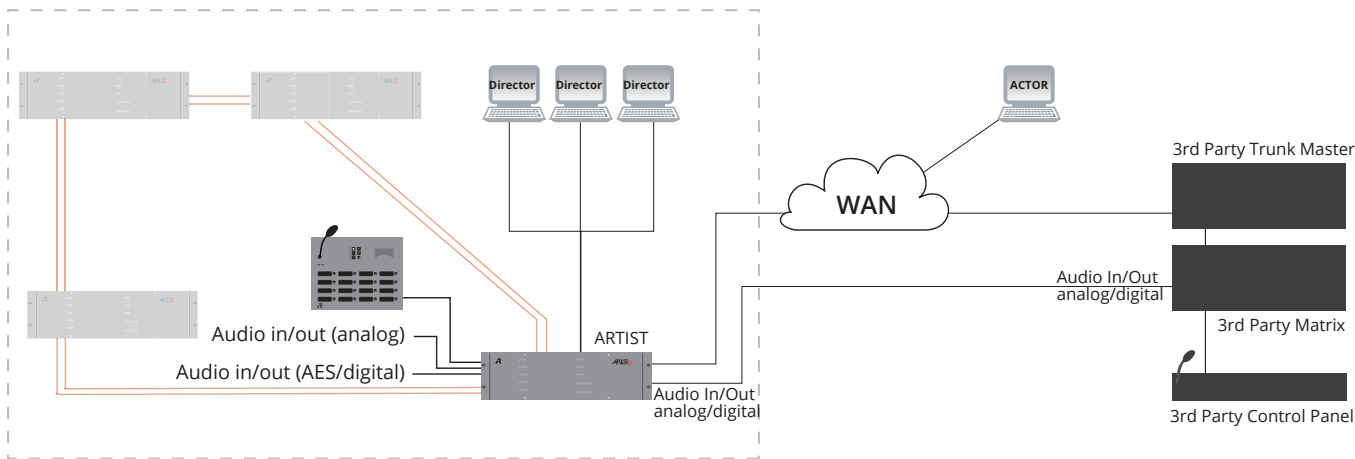 Director Director Director
ACTOR
3rd Party Trunk Master
WAN
Audio In/Out
analog/digital
3rd Party Matrix
Audio in/out (analog)
ARTIST
Audio in/out (AES/digital)
Audio In/Out
analog/digital
3rd Party Control Panel